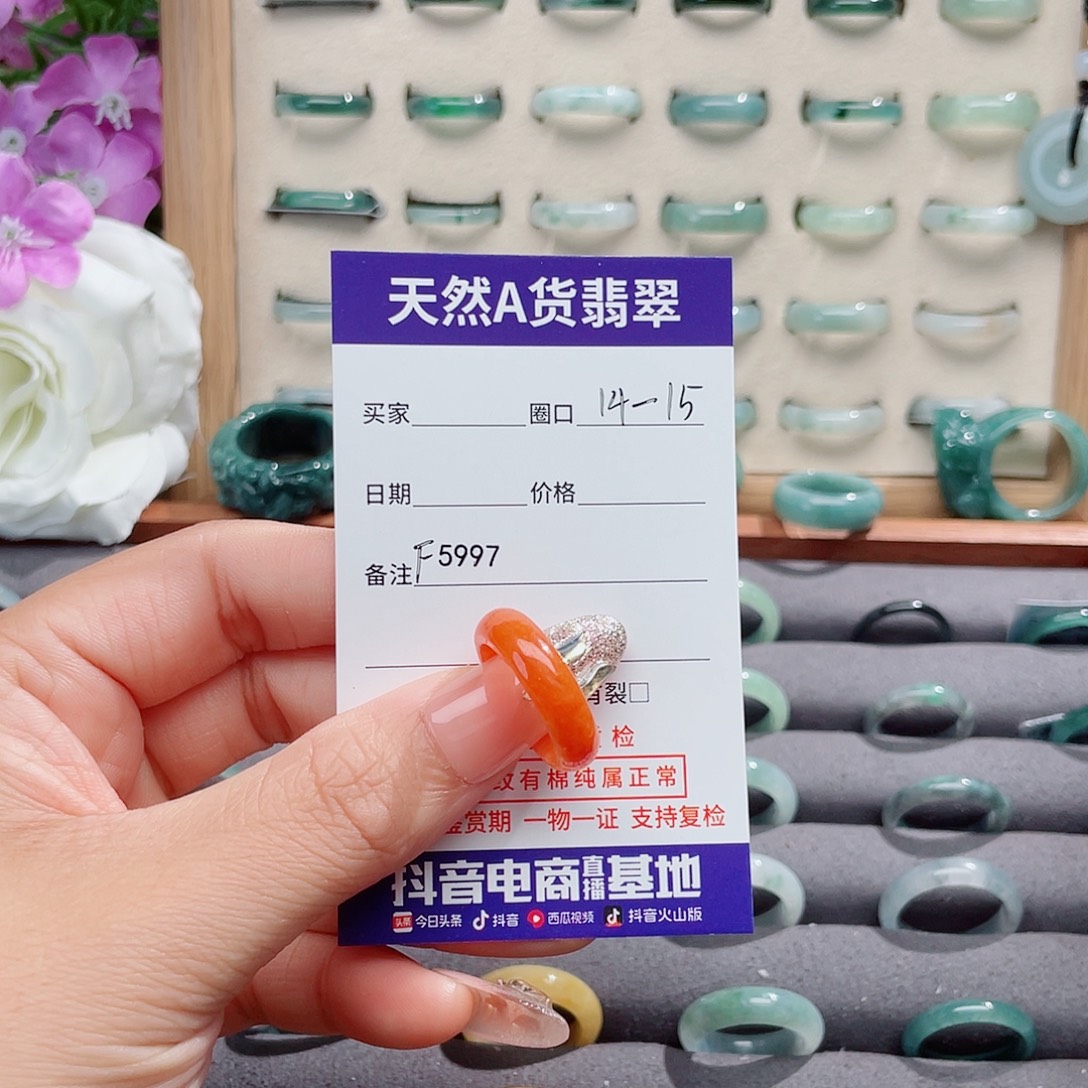 天然A货翡翠
买家 圈口 14-15
日期 价格
备注 F5997
有裂□
检
纹有棉纯属正常
鉴赏期 一物一证 支持复检
抖音电商直播基地
头条 今日头条 抖音 西瓜视频 抖音火山版